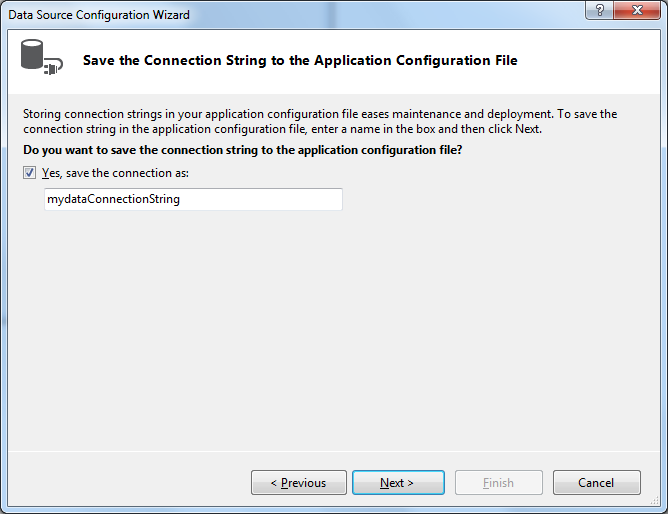 Data Source Configuration Wizard
?
Save the Connection String to the Application Configuration File
Storing connection strings in your application configuration file eases maintenance and deployment. To save the
connection string in the application configuration file, enter a name in the box and then click Next.
Do you want to save the connection string to the application configuration file?
Yes, save the connection as:
mydataConnectionString
< Previous
Next >
Finish
Cancel